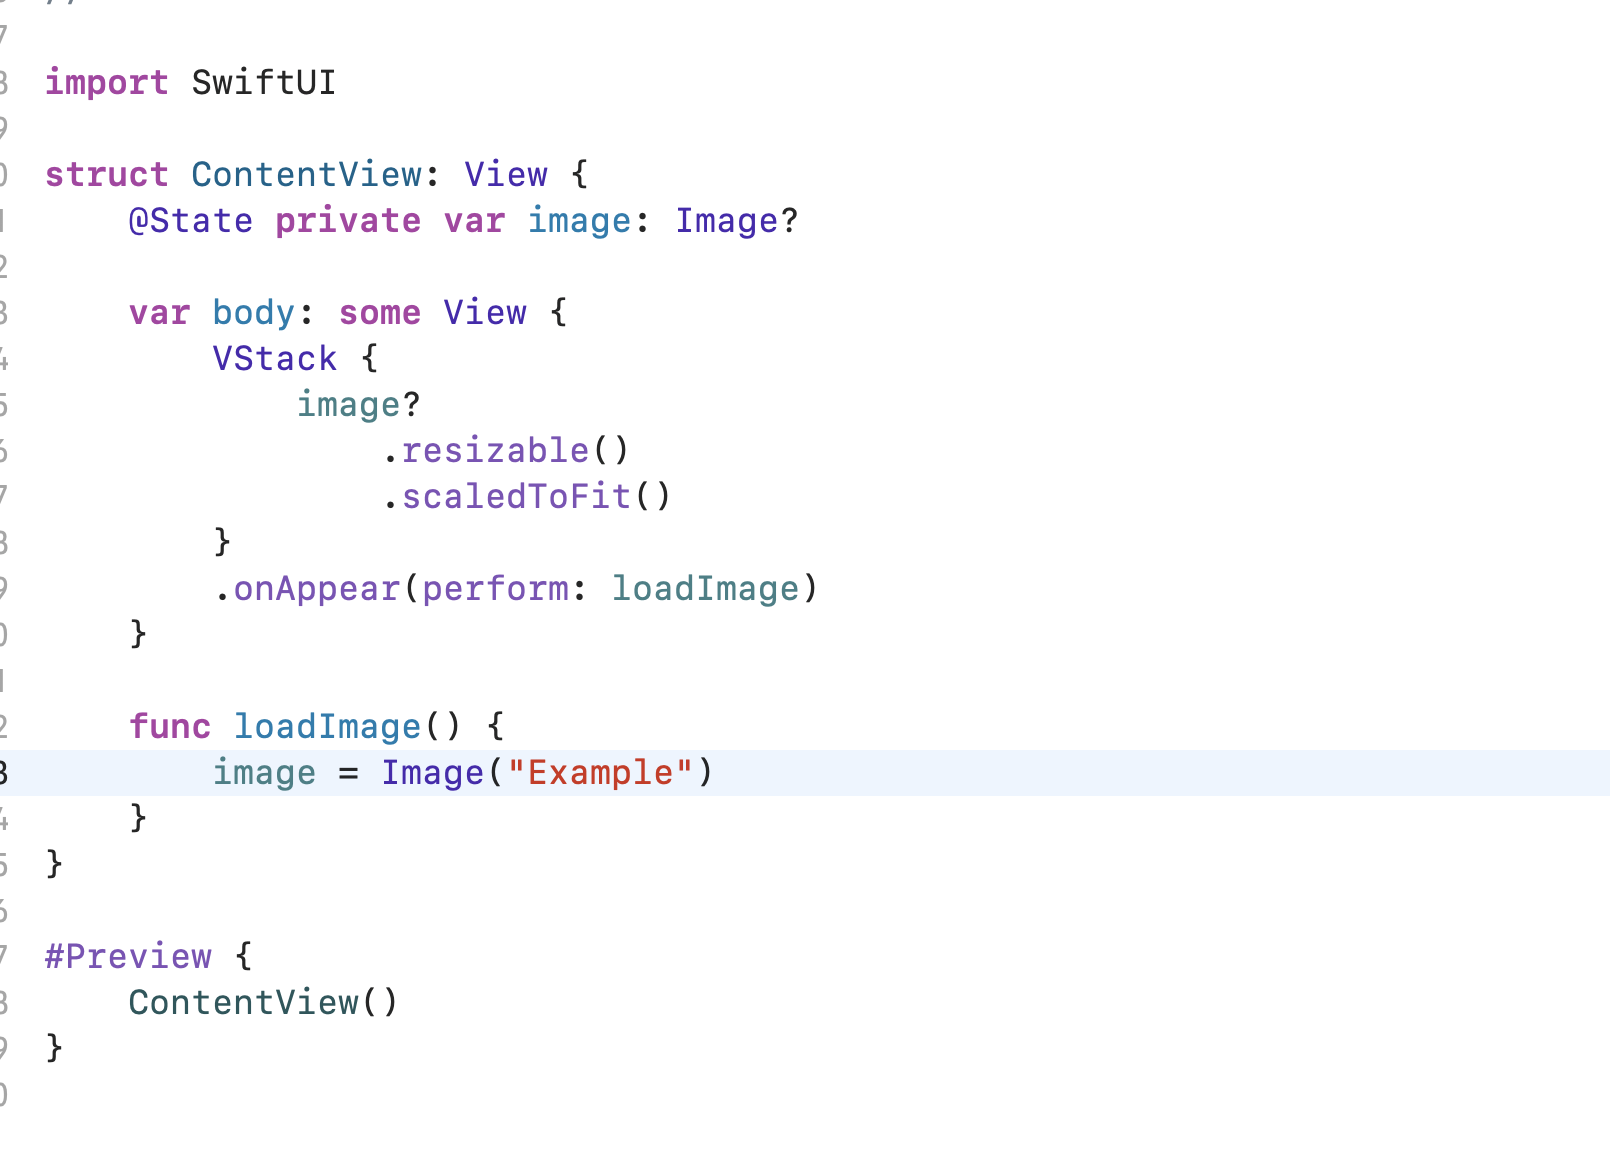 import SwiftUI
struct ContentView: View {
@State private var image: Image?
var body: some View {
VStack {
image?
.resizable()
.scaledToFit()
}
.onAppear(perform: loadImage)
}
func loadImage() {
image = Image("Example")
}
}
#Preview {
ContentView()
}